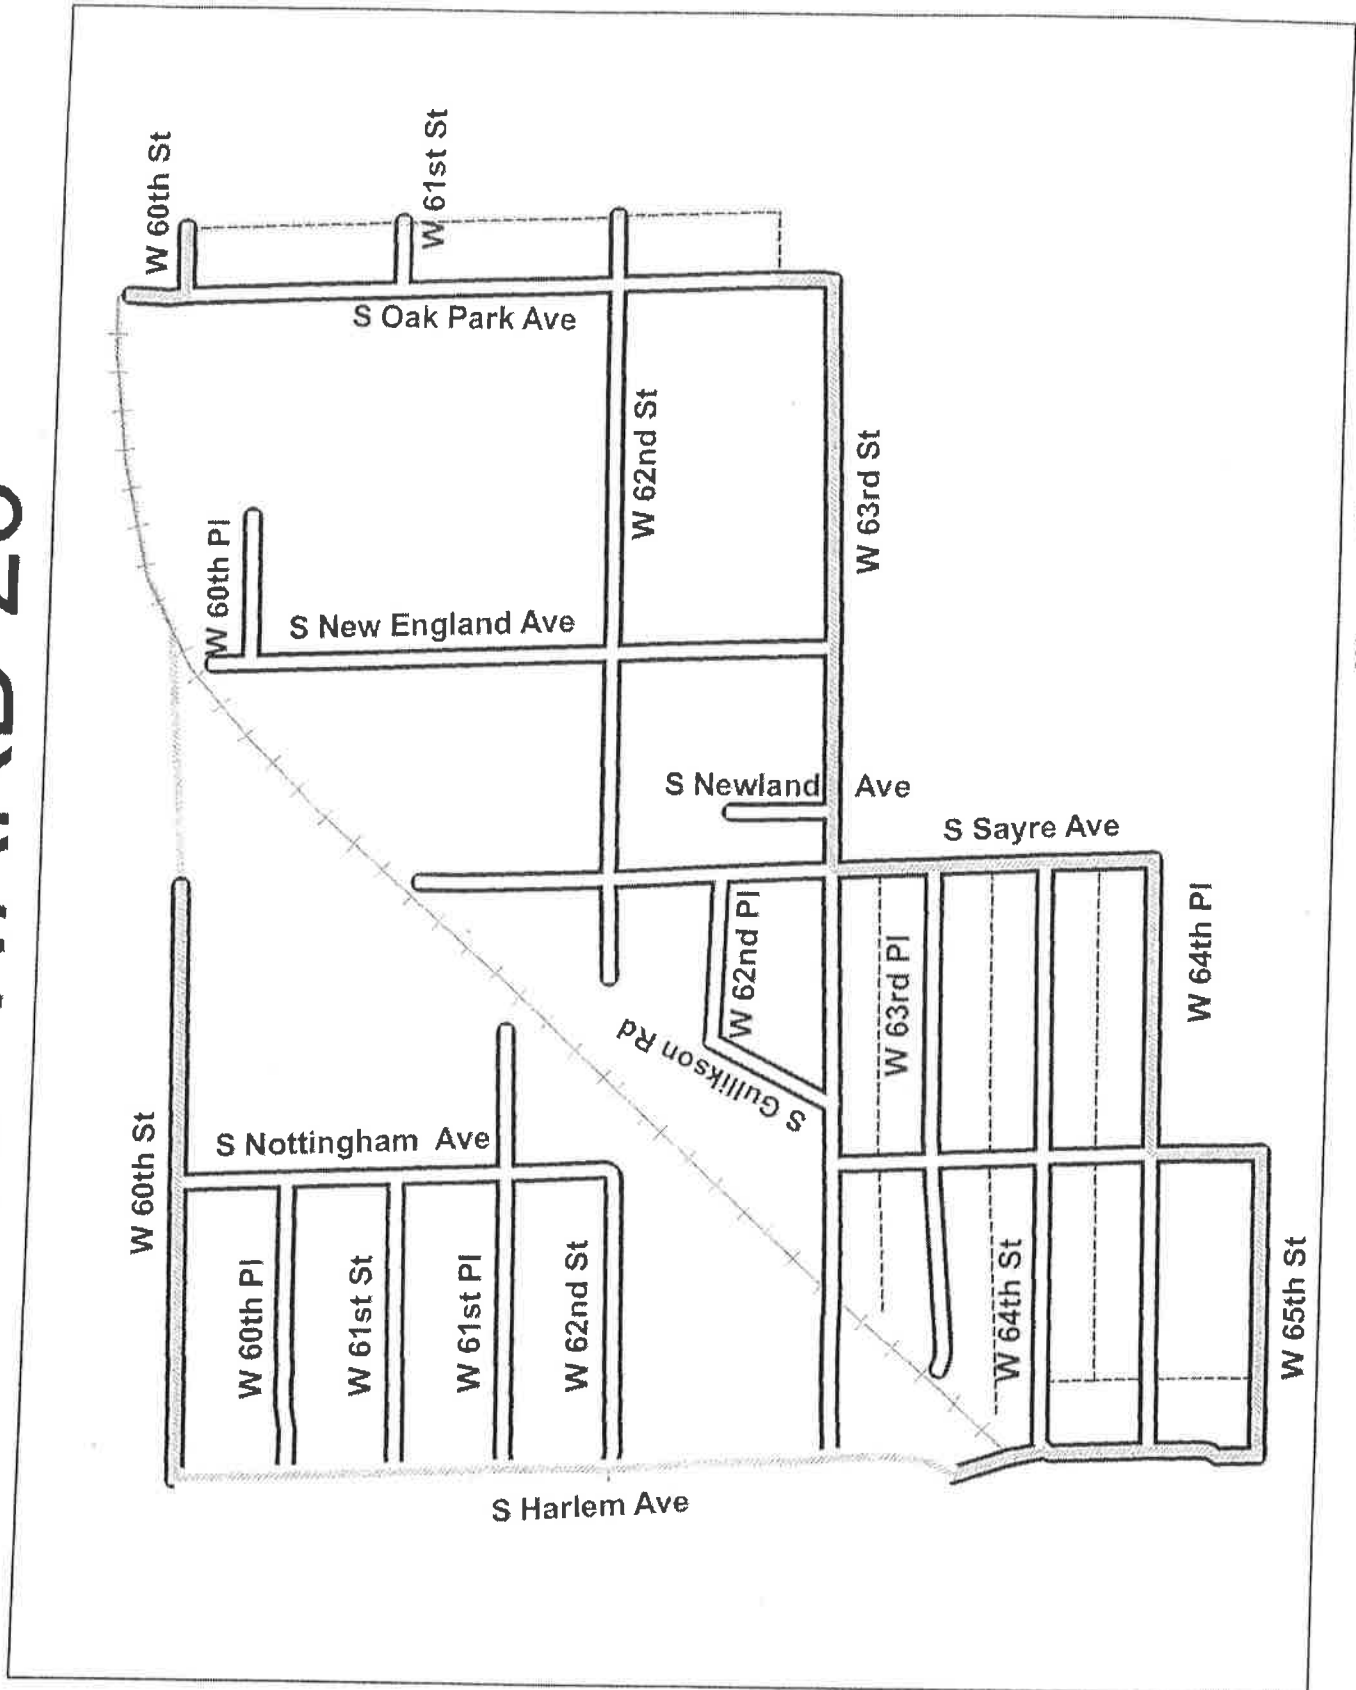 W 60th St
W 61st St
S Oak Park Ave
W 62nd St
W 63rd St
W 60th Pl
S New England Ave
S Newland Ave
S Sayre Ave
W 62nd Pl
W 63rd Pl
W 64th Pl
S Gullikson Rd
W 60th St
S Nottingham Ave
W 60th Pl
W 61st St
W 61st Pl
W 62nd St
W 64th St
W 65th St
S Harlem Ave